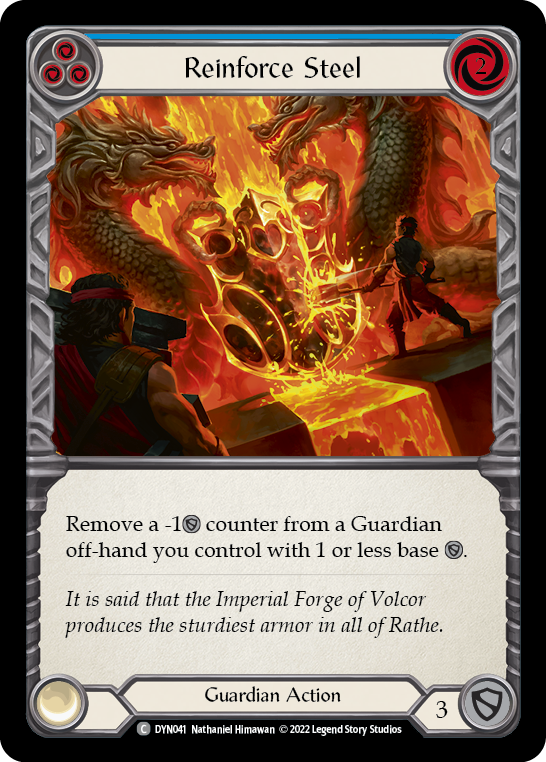 2
Reinforce Steel
Remove a -1 counter from a Guardian
off-hand you control with 1 or less base .
It is said that the Imperial Forge of Volcor
produces the sturdiest armor in all of Rathe.
Guardian Action
3
C DYN041 Nathaniel Himawan © 2022 Legend Story Studios